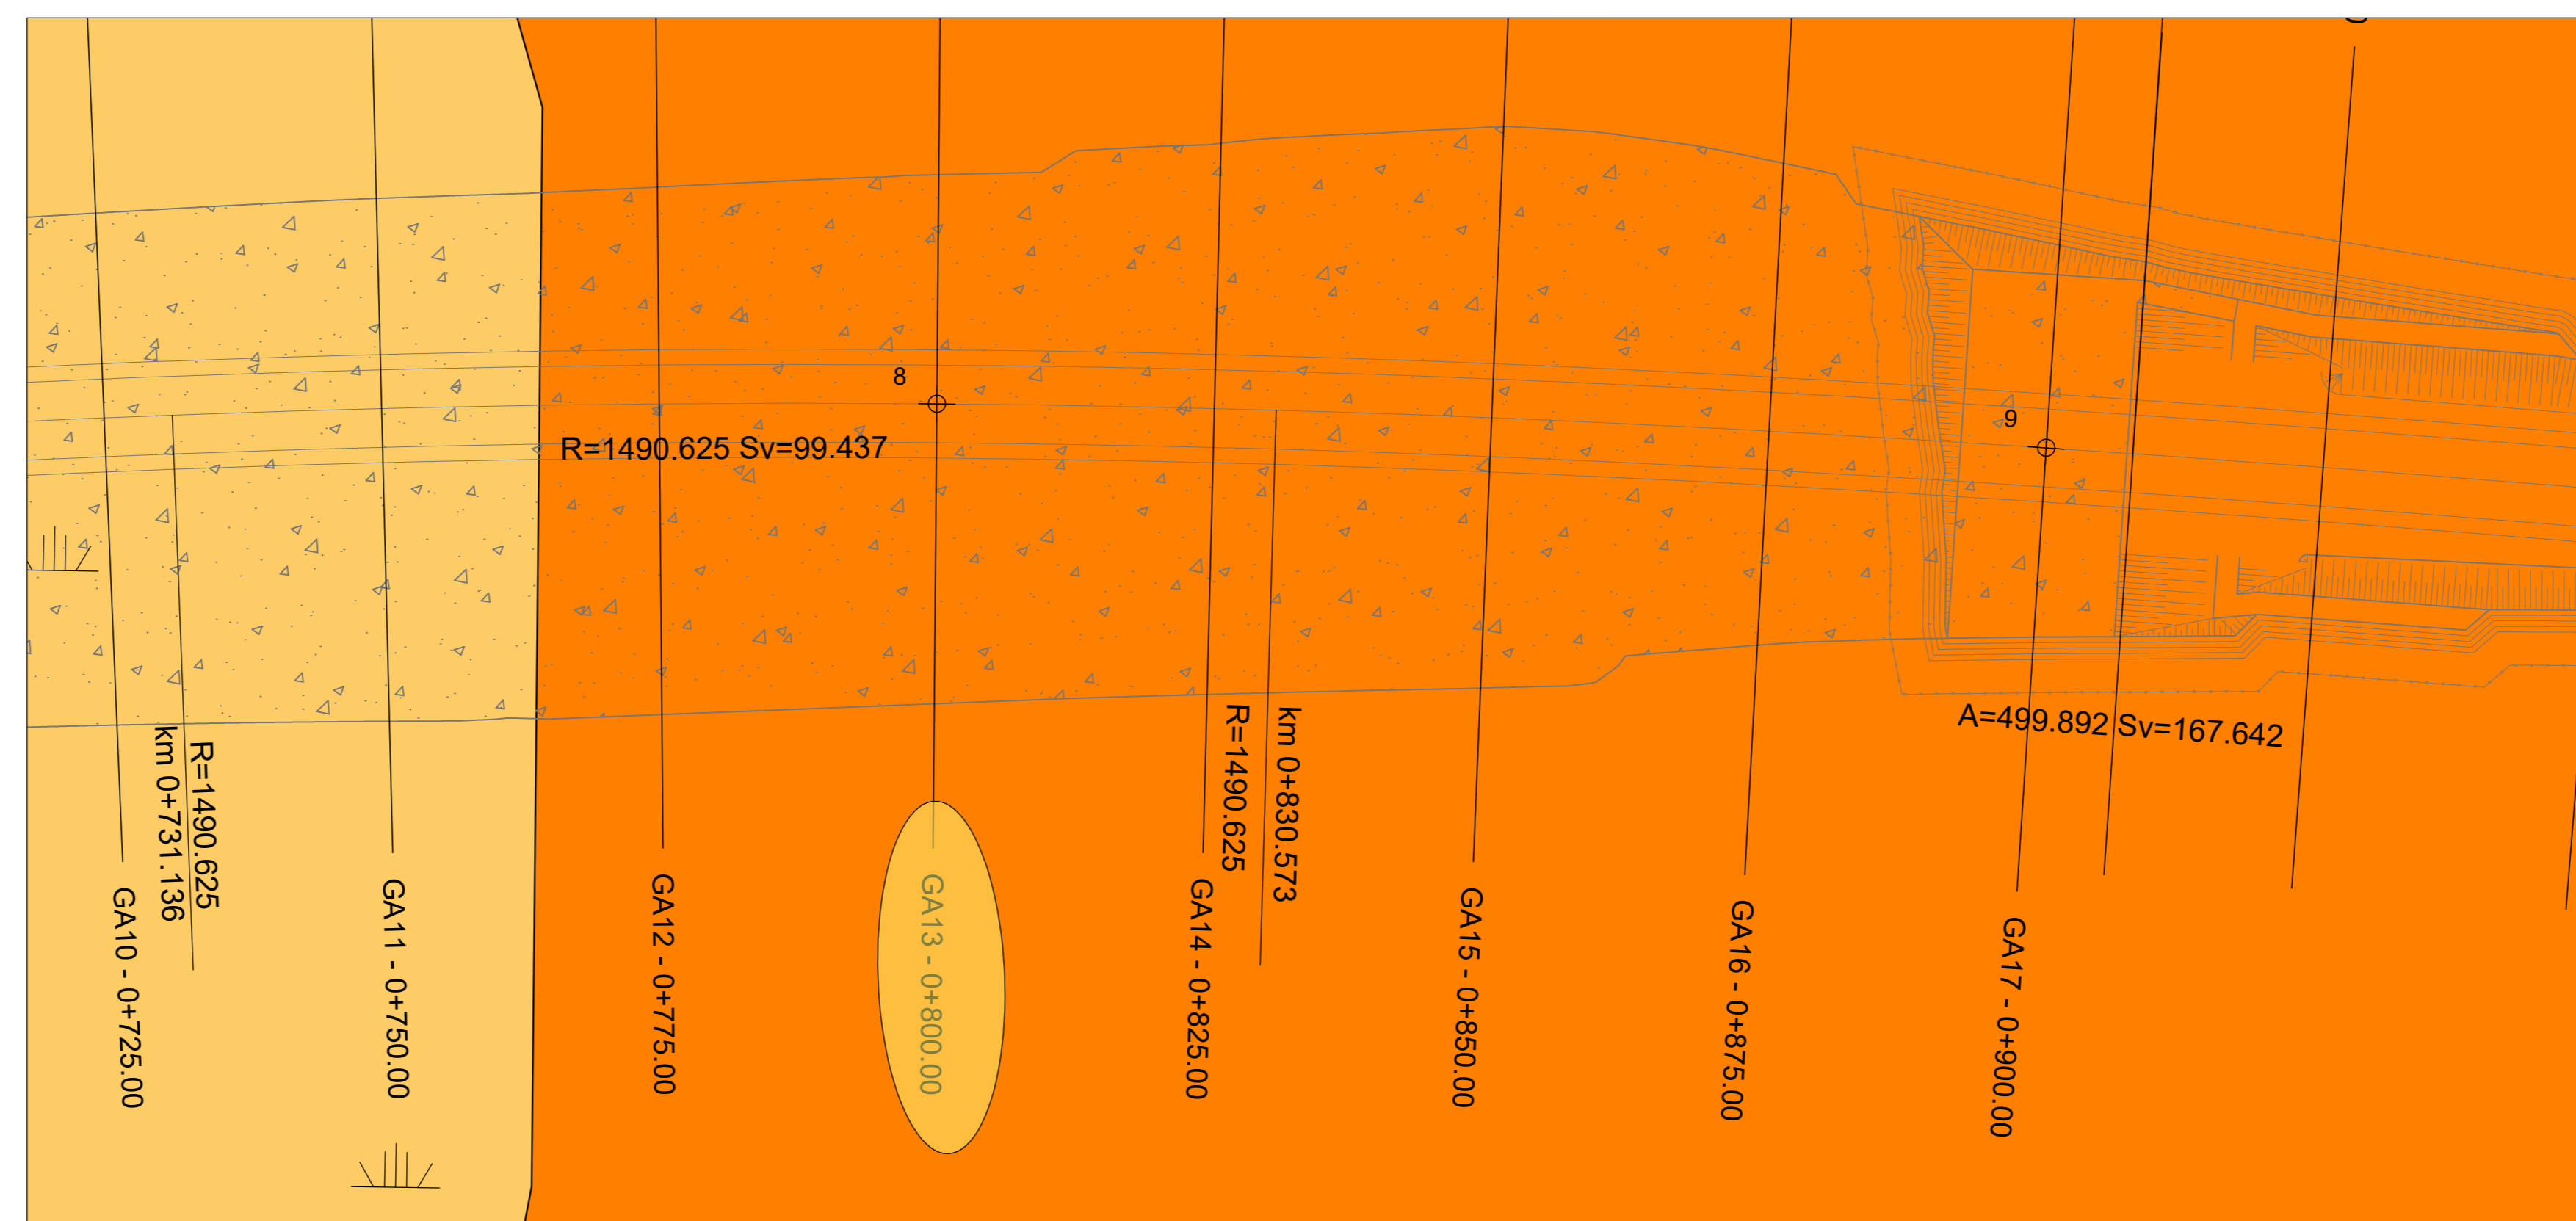 8
9
R=1490.625 Sv=99.437
A=499.892 Sv=167.642
R=1490.625
km 0+731.136
km 0+830.573
R=1490.625
GA10 - 0+725.00
GA11 - 0+750.00
GA12 - 0+775.00
GA13 - 0+800.00
GA14 - 0+825.00
GA15 - 0+850.00
GA16 - 0+875.00
GA17 - 0+900.00